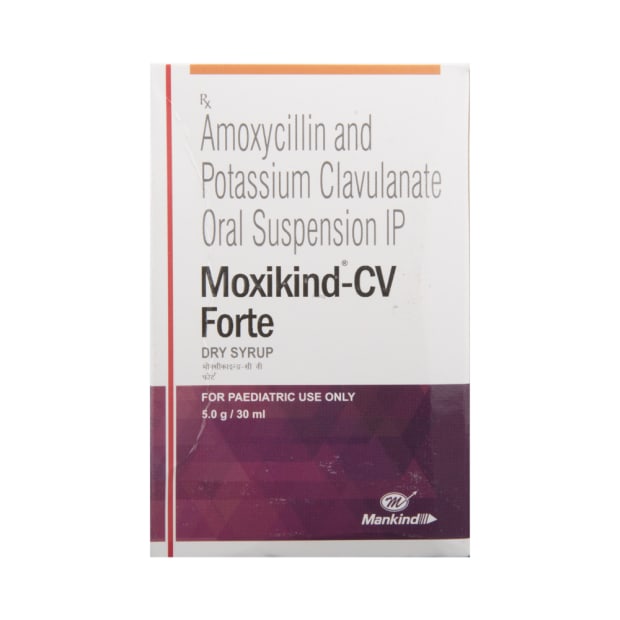 Rx
Amoxycillin and
Potassium Clavulanate
Oral Suspension IP
Moxikind®-CV
Forte
DRY SYRUP
मोक्सीकाइन्ड-सी वी
फोर्ट
FOR PAEDIATRIC USE ONLY
5.0 g / 30 ml
M
Mankind